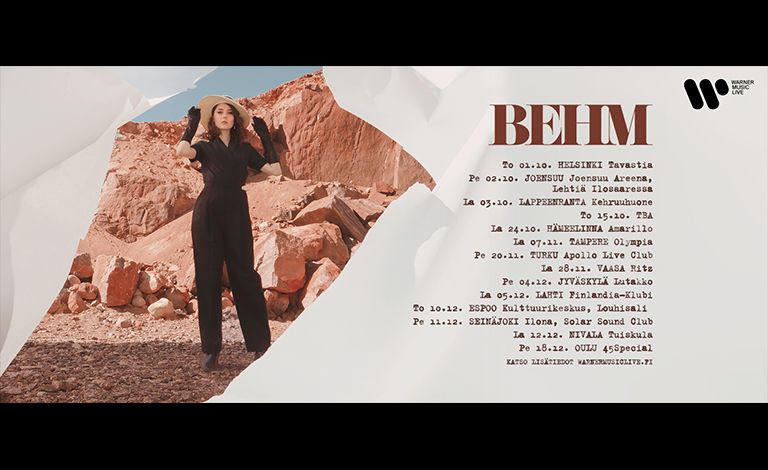 WARNER
MUSIC
LIVE
BEHM
To 01.10. HELSINKI Tavastia
Pe 02.10. JOENSUU Joensuu Areena,
Lehtiä Ilosaaressa
La 03.10. LAPPEENRANTA Kehruuhuone
To 15.10. TBA
La 24.10. HÄMEELINNA Amarillo
La 07.11. TAMPERE Olympia
Pe 20.11. TURKU Apollo Live Club
La 28.11. VAASA Ritz
Pe 04.12. JYVÄSKYLÄ Lutakko
La 05.12. LAHTI Finlandia-Klubi
To 10.12. ESPOO Kulttuurikeskus, Louhisali
Pe 11.12. SEINÄJOKI Ilona, Solar Sound Club
La 12.12. NIVALA Tuiskula
Pe 18.12. OULU 45Special
KATSO LISÄTIEDOT WARNERMUSICLIVE.FI